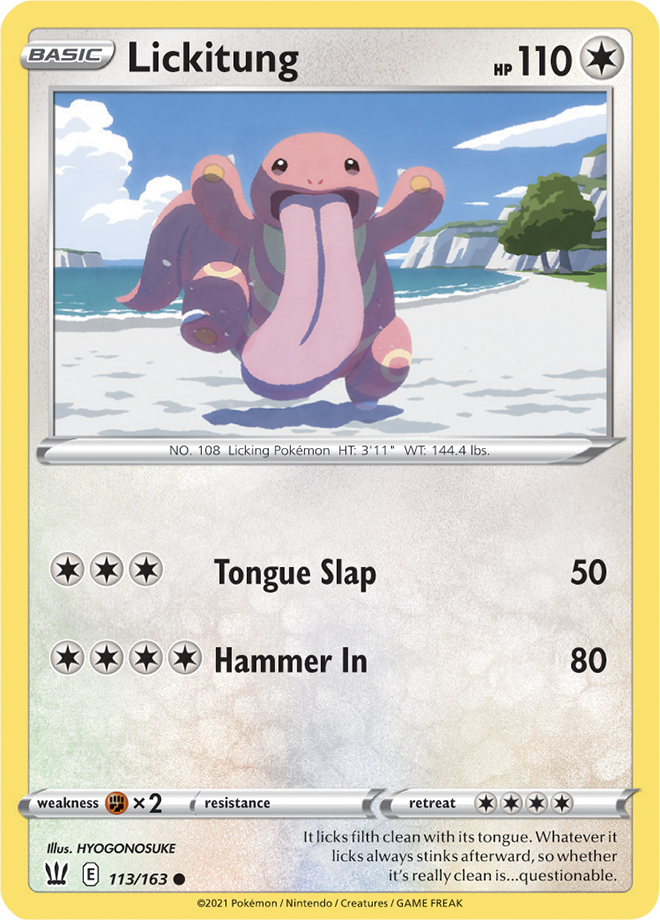 BASIC Lickitung HP 110
NO. 108 Licking Pokémon HT: 3'11" WT: 144.4 lbs.
Tongue Slap 50
Hammer In 80
weakness ×2 resistance retreat
Illus. HYOGONOSUKE
It licks filth clean with its tongue. Whatever it
licks always stinks afterward, so whether
it's really clean is...questionable.
E 113/163
©2021 Pokémon / Nintendo / Creatures / GAME FREAK